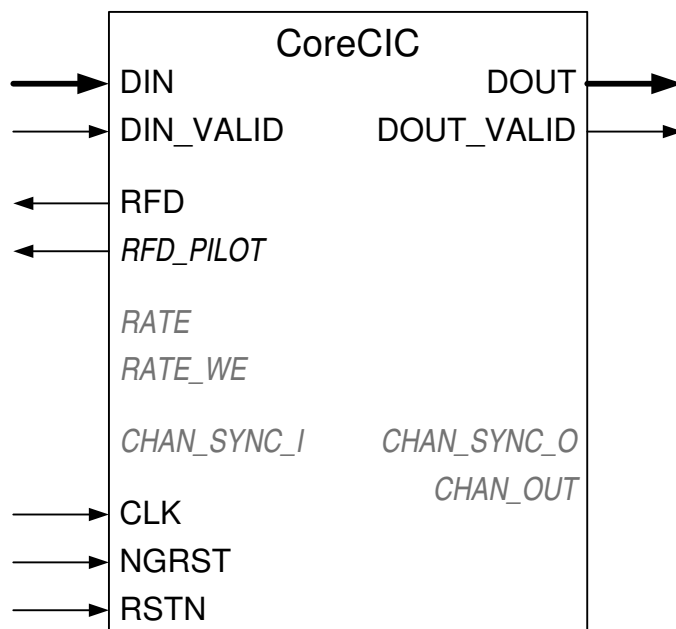 CoreCIC
DIN DOUT
DIN_VALID DOUT_VALID
RFD
RFD_PILOT
RATE
RATE_WE
CHAN_SYNC_I CHAN_SYNC_O
CHAN_OUT
CLK
NGRST
RSTN